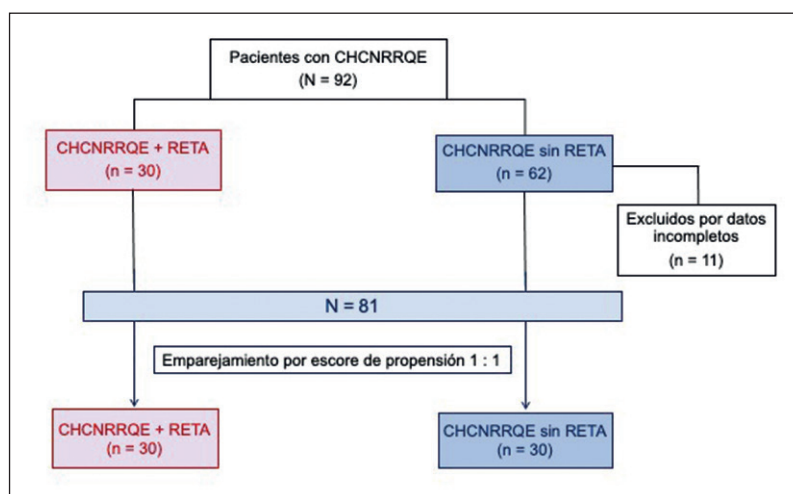 Pacientes con CHCNRRQE
(N = 92)
CHCNRRQE + RETA
(n = 30)
CHCNRRQE sin RETA
(n = 62)
Excluidos por datos
incompletos
(n = 11)
N = 81
Emparejamiento por escore de propensión 1 : 1
CHCNRRQE + RETA
(n = 30)
CHCNRRQE sin RETA
(n = 30)